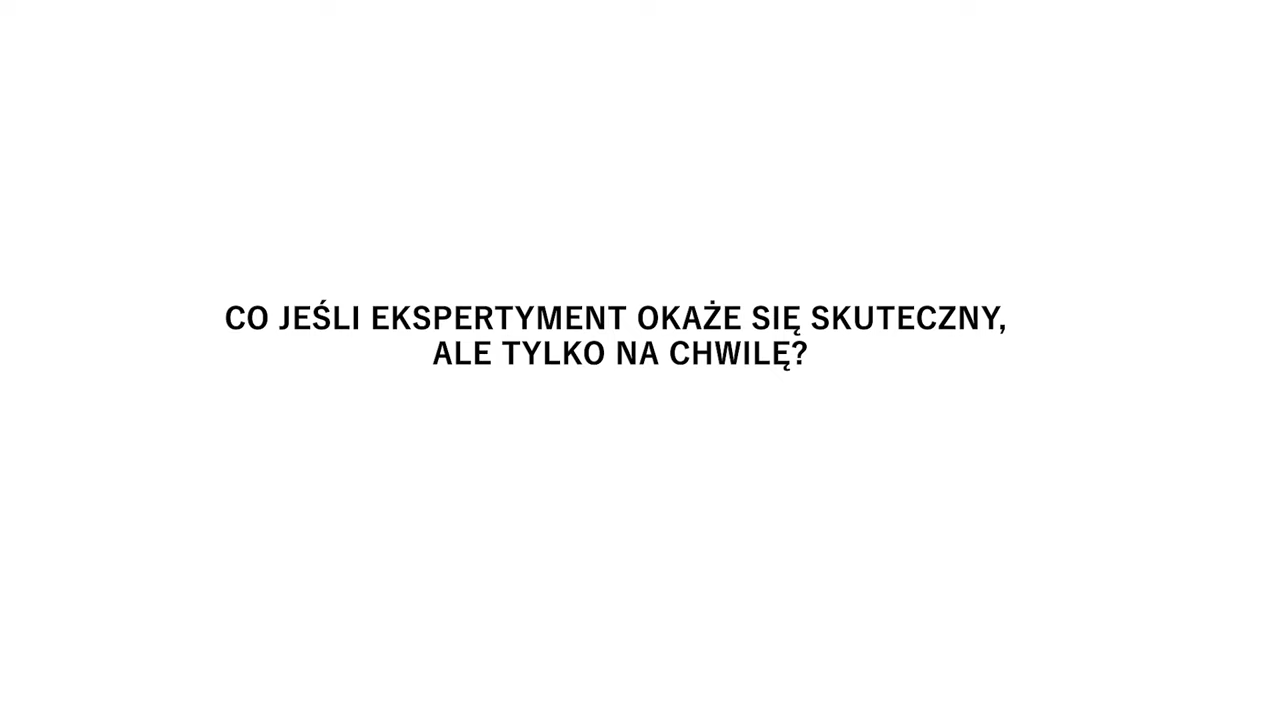 CO JEŚLI EKSPERTYMENT OKAŻE SIĘ SKUTECZNY,
ALE TYLKO NA CHWILĘ?